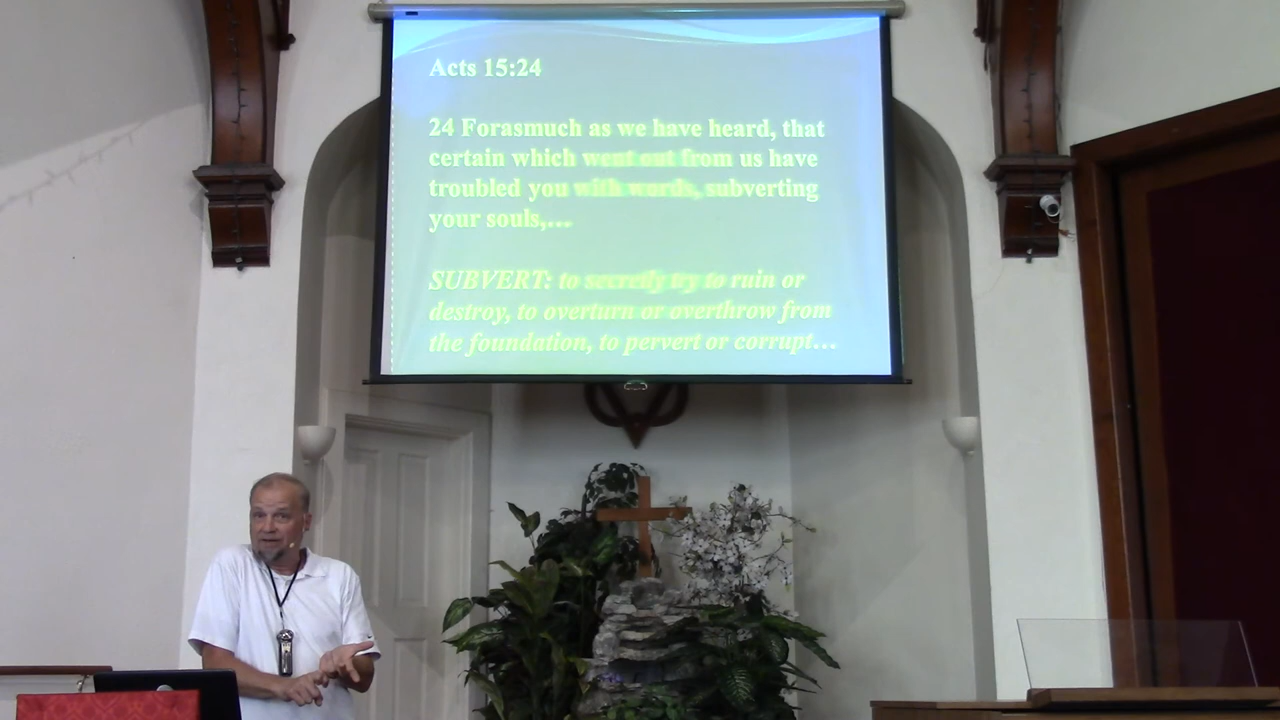 Acts 15:24
24 Forasmuch as we have heard, that
certain which went out from us have
troubled you with words, subverting
your souls,...
SUBVERT: to secretly try to ruin or
destroy, to overturn or overthrow from
the foundation, to pervert or corrupt...